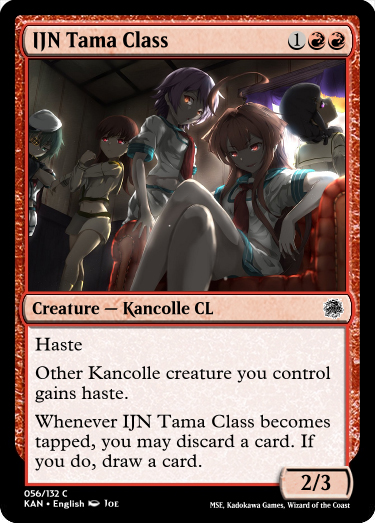 IJN Tama Class
1
Creature — Kancolle CL
Haste
Other Kancolle creature you control
gains haste.
Whenever IJN Tama Class becomes
tapped, you may discard a card. If
you do, draw a card.
2/3
056/132 C
KAN • English JOE
MSE, Kadokawa Games, Wizard of the Coast